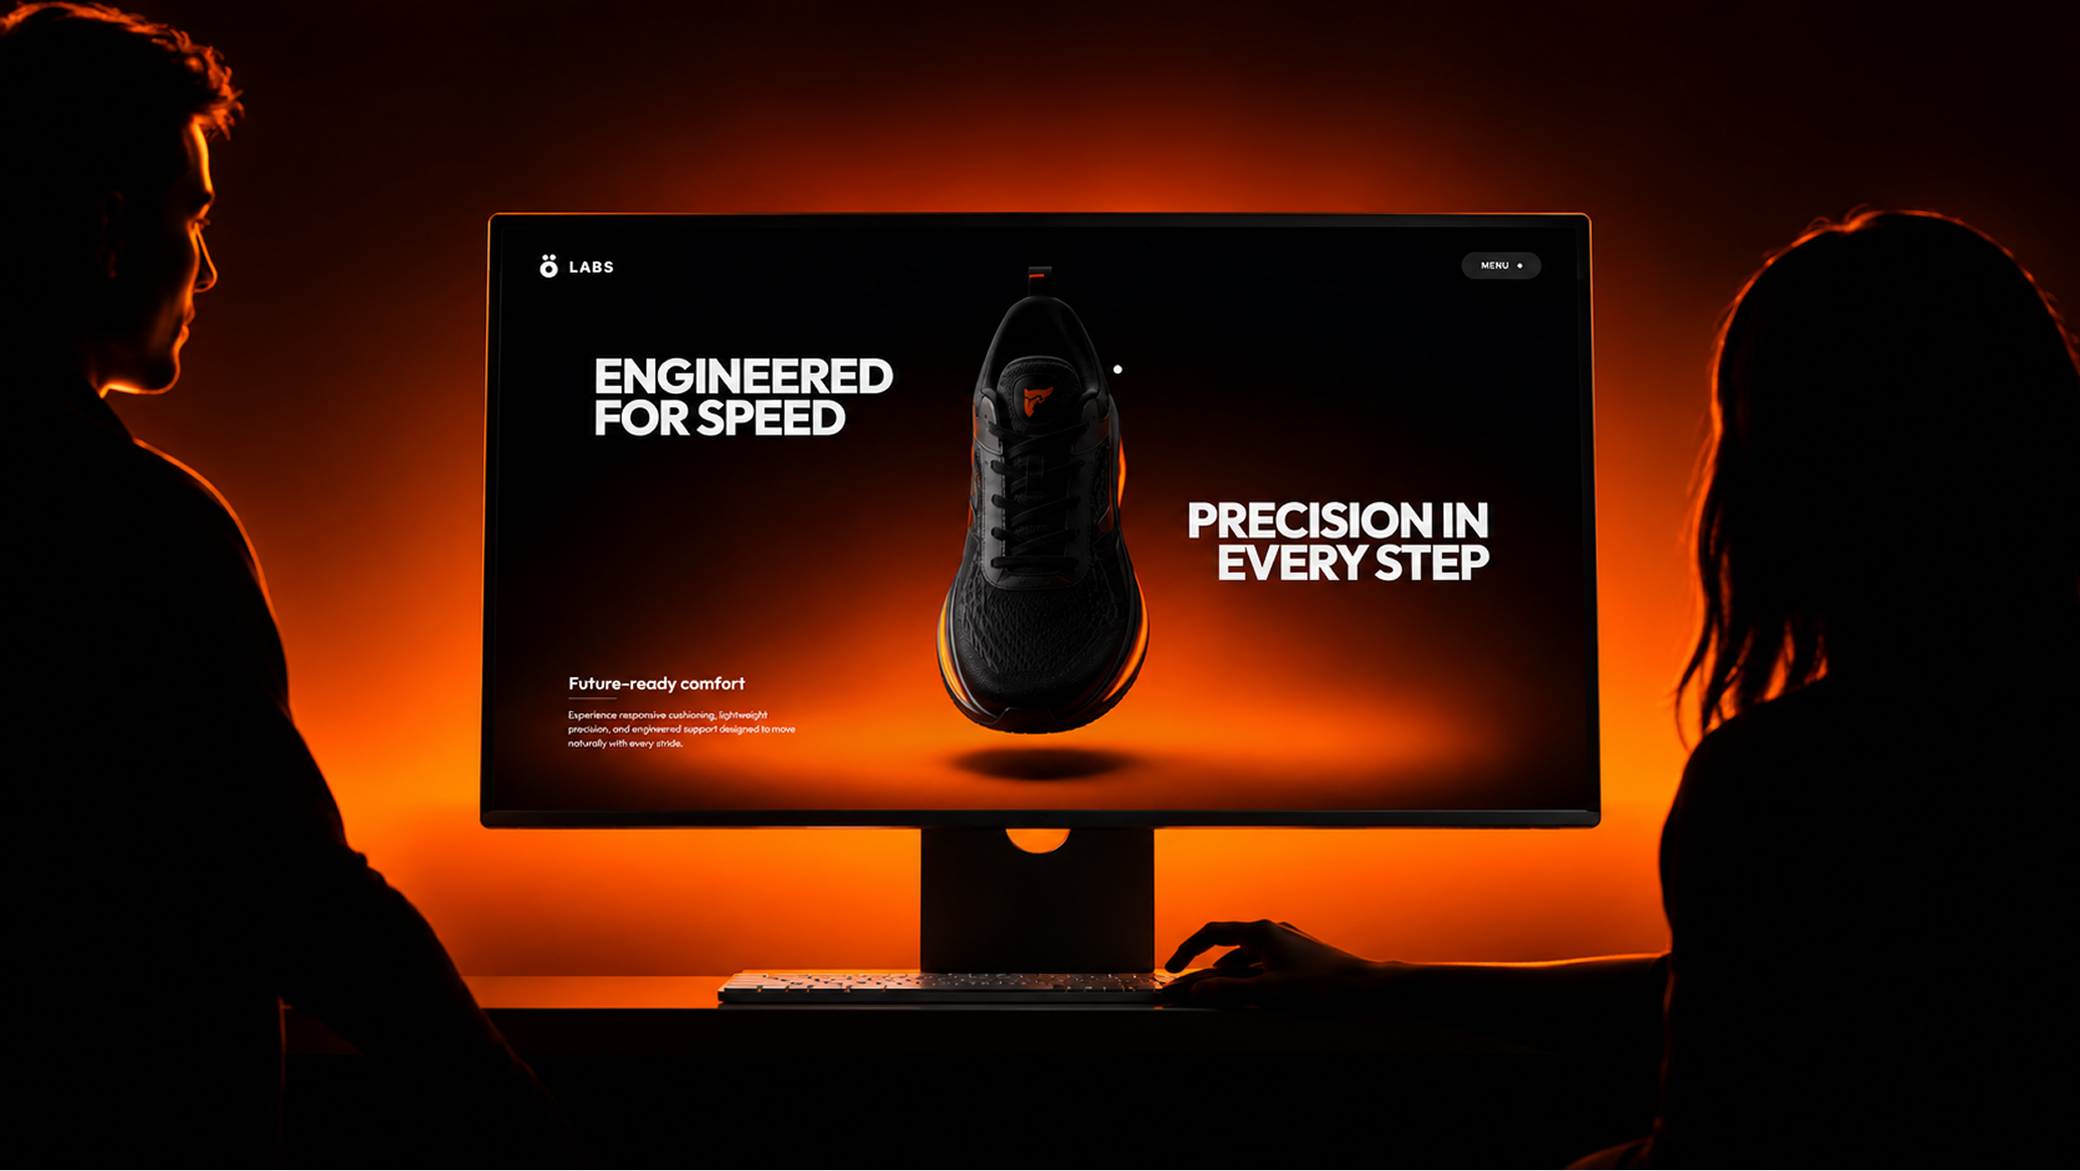 ö LABS
MENU
ENGINEERED
FOR SPEED
PRECISION IN
EVERY STEP
Future-ready comfort
Experience responsive cushioning, lightweight
precision, and engineered support designed to move
naturally with every stride.